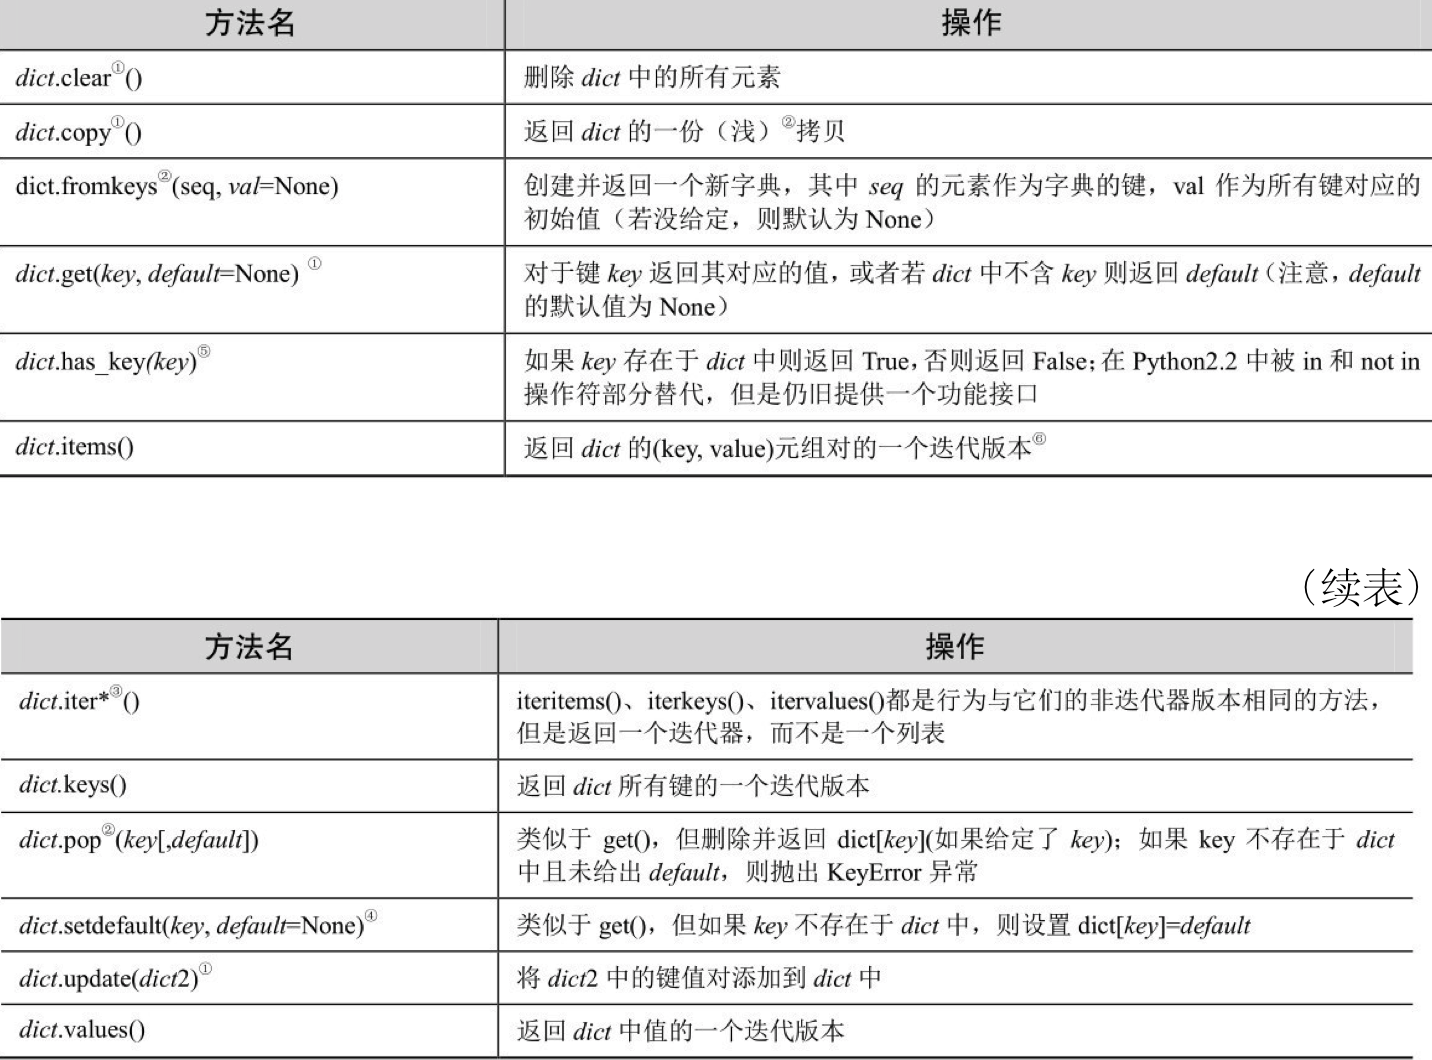 方法名 操作
dict.clear①() 删除 dict 中的所有元素
dict.copy①() 返回 dict 的一份（浅）②拷贝
dict.fromkeys②(seq, val=None) 创建并返回一个新字典，其中 seq 的元素作为字典的键，val 作为所有键对应的
初始值（若没给定，则默认为 None）
dict.get(key, default=None) ① 对于键 key 返回其对应的值，或者若 dict 中不含 key 则返回 default（注意，default
的默认值为 None）
dict.has_key(key)⑤ 如果 key 存在于 dict 中则返回 True，否则返回 False；在 Python2.2 中被 in 和 not in
操作符部分替代，但是仍旧提供一个功能接口
dict.items() 返回 dict 的(key, value)元组对的一个迭代版本⑥
（续表）
方法名 操作
dict.iter*③() iteritems()、iterkeys()、itervalues()都是行为与它们的非迭代器版本相同的方法，
但是返回一个迭代器，而不是一个列表
dict.keys() 返回 dict 所有键的一个迭代版本
dict.pop②(key[,default]) 类似于 get()，但删除并返回 dict[key](如果给定了 key)；如果 key 不存在于 dict
中且未给出 default，则抛出 KeyError 异常
dict.setdefault(key, default=None)④ 类似于 get()，但如果 key 不存在于 dict 中，则设置 dict[key]=default
dict.update(dict2)① 将 dict2 中的键值对添加到 dict 中
dict.values() 返回 dict 中值的一个迭代版本